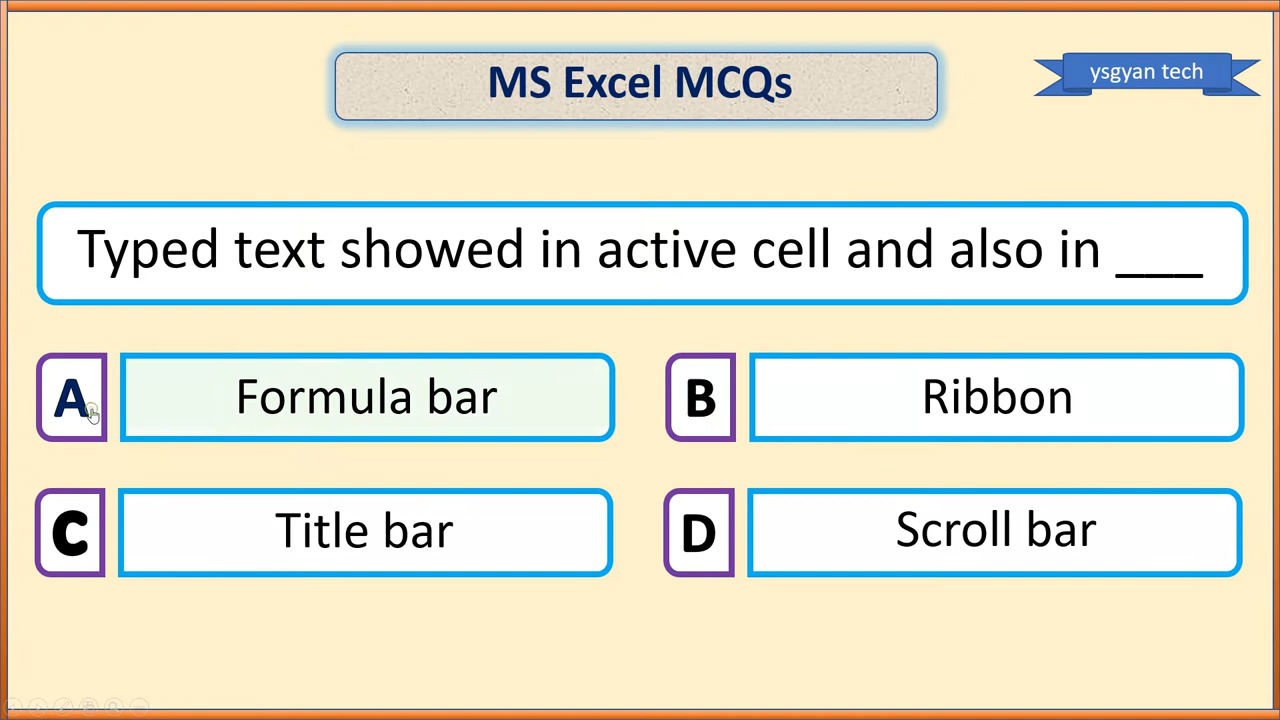 MS Excel MCQs
ysgyan tech
Typed text showed in active cell and also in ___
A
Formula bar
B
Ribbon
C
Title bar
D
Scroll bar